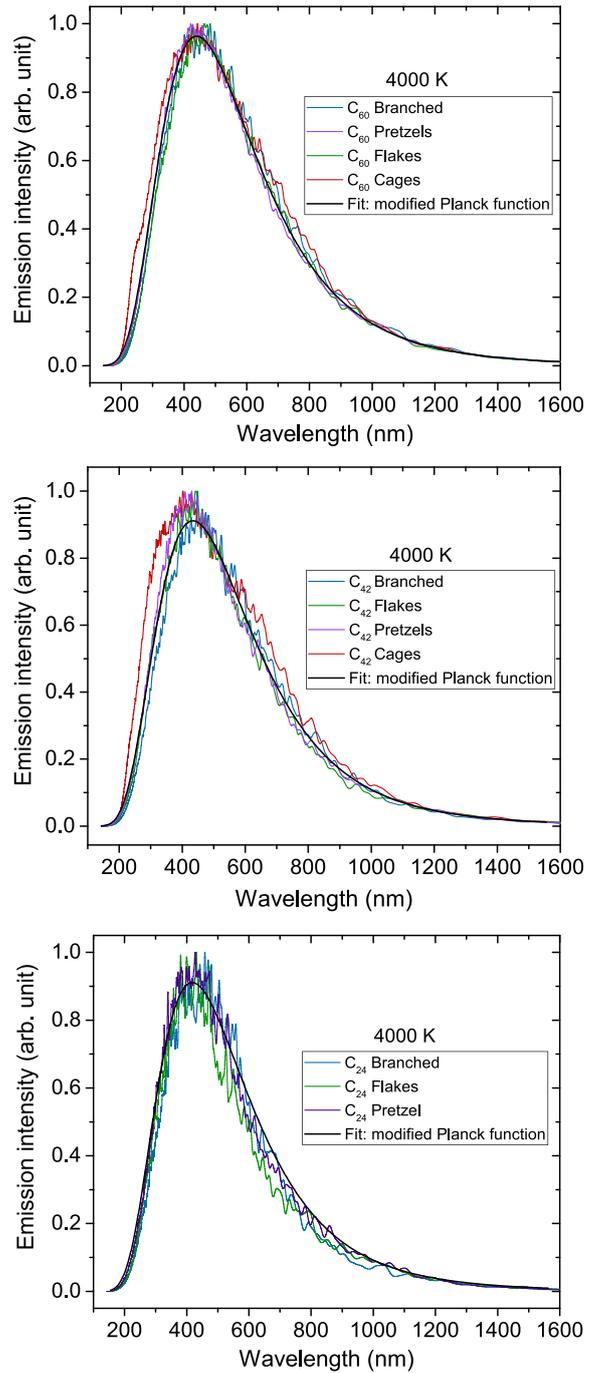 4000 K
C60 Branched
C60 Pretzels
C60 Flakes
C60 Cages
Fit: modified Planck function
Emission intensity (arb. unit)
1.0
0.8
0.6
0.4
0.2
0.0
200 400 600 800 1000 1200 1400 1600
Wavelength (nm)
4000 K
C42 Branched
C42 Flakes
C42 Pretzels
C42 Cages
Fit: modified Planck function
Emission intensity (arb. unit)
1.0
0.8
0.6
0.4
0.2
0.0
200 400 600 800 1000 1200 1400 1600
Wavelength (nm)
4000 K
C24 Branched
C24 Flakes
C24 Pretzel
Fit: modified Planck function
Emission intensity (arb. unit)
1.0
0.8
0.6
0.4
0.2
0.0
200 400 600 800 1000 1200 1400 1600
Wavelength (nm)